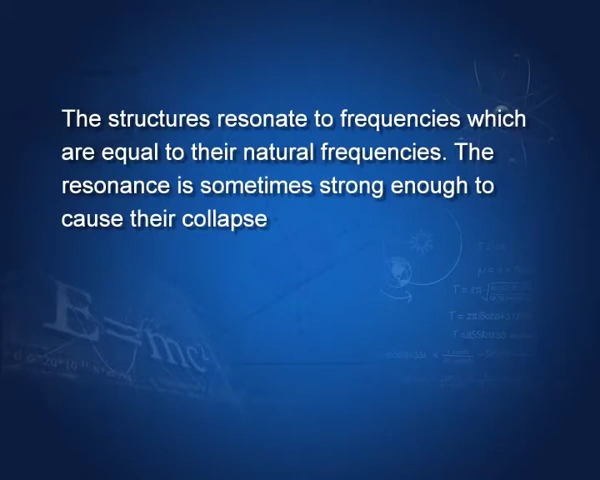 The structures resonate to frequencies which
are equal to their natural frequencies. The
resonance is sometimes strong enough to
cause their collapse
E=mc²